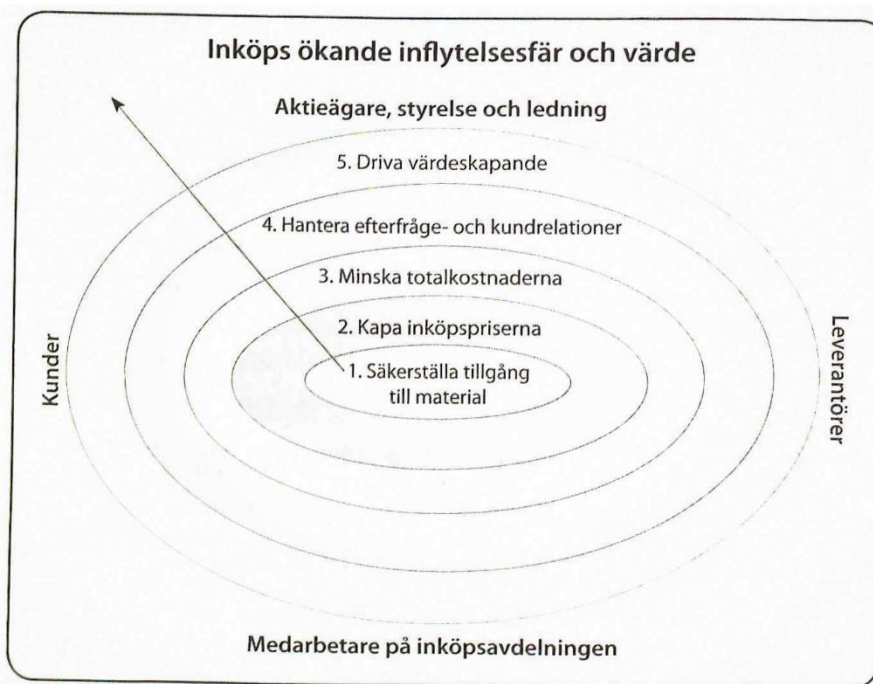 Inköps ökande inflytelsesfär och värde
Aktieägare, styrelse och ledning
5. Driva värdeskapande
4. Hantera efterfråge- och kundrelationer
3. Minska totalkostnaderna
2. Kapa inköpspriserna
1. Säkerställa tillgång
till material
Kunder
Leverantörer
Medarbetare på inköpsavdelningen